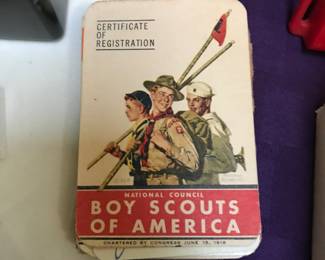 CERTIFICATE
OF
REGISTRATION
NATIONAL COUNCIL
BOY SCOUTS
OF AMERICA
CHARTERED BY CONGRESS JUNE 15, 1916